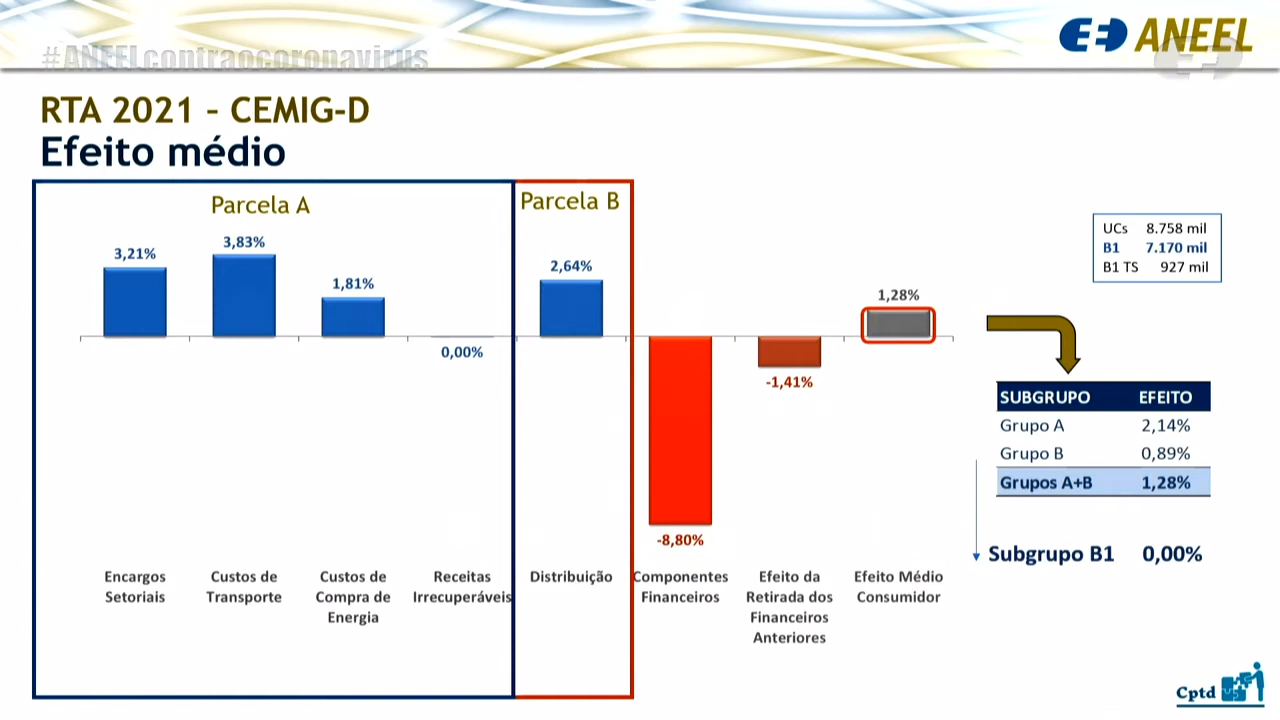 #ANEELcontraocoronavirus
ANEEL
RTA 2021 – CEMIG-D
Efeito médio
Parcela A
Parcela B
3,21%
3,83%
1,81%
0,00%
2,64%
-8,80%
-1,41%
1,28%
Encargos
Setoriais
Custos de
Transporte
Custos de
Compra de
Energia
Receitas
Irrecuperáveis
Distribuição
Componentes
Financeiros
Efeito da
Retirada dos
Financeiros
Anteriores
Efeito Médio
Consumidor
UCs 8.758 mil
B1 7.170 mil
B1 TS 927 mil
SUBGRUPO EFEITO
Grupo A 2,14%
Grupo B 0,89%
Grupos A+B 1,28%
Subgrupo B1 0,00%
Cptd